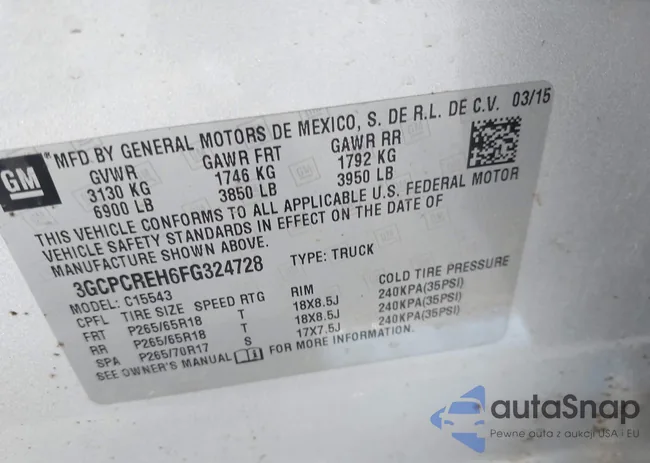 GM
MFD BY GENERAL MOTORS DE MEXICO, S. DE R.L. DE C.V. 03/15
GVWR GAWR FRT GAWR RR
3130 KG 1746 KG 1792 KG
6900 LB 3850 LB 3950 LB
THIS VEHICLE CONFORMS TO ALL APPLICABLE U.S. FEDERAL MOTOR
VEHICLE SAFETY STANDARDS IN EFFECT ON THE DATE OF
MANUFACTURE SHOWN ABOVE.
3GCPCREH6FG324728 TYPE: TRUCK
MODEL: C15543
CPFL TIRE SIZE SPEED RTG RIM COLD TIRE PRESSURE
FRT P265/65R18 T 18X8.5J 240KPA(35PSI)
RR P265/65R18 T 18X8.5J 240KPA(35PSI)
SPA P265/70R17 S 17X7.5J 240KPA(35PSI)
SEE OWNER'S MANUAL FOR MORE INFORMATION.
autaSnap
Pewne auta z aukcji USA i EU